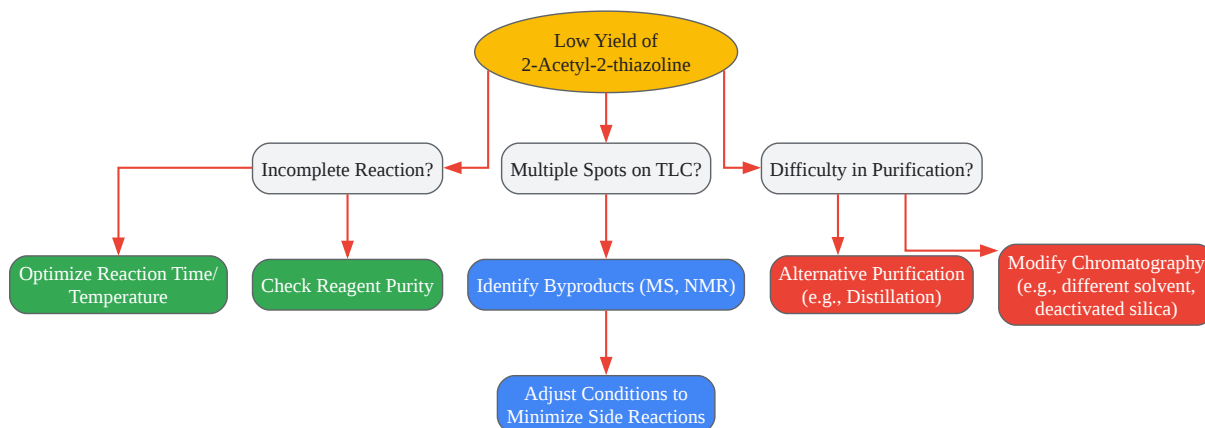 Low Yield of
2-Acetyl-2-thiazoline
Incomplete Reaction?
Multiple Spots on TLC?
Difficulty in Purification?
Optimize Reaction Time/
Temperature
Check Reagent Purity
Identify Byproducts (MS, NMR)
Alternative Purification
(e.g., Distillation)
Modify Chromatography
(e.g., different solvent,
deactivated silica)
Adjust Conditions to
Minimize Side Reactions